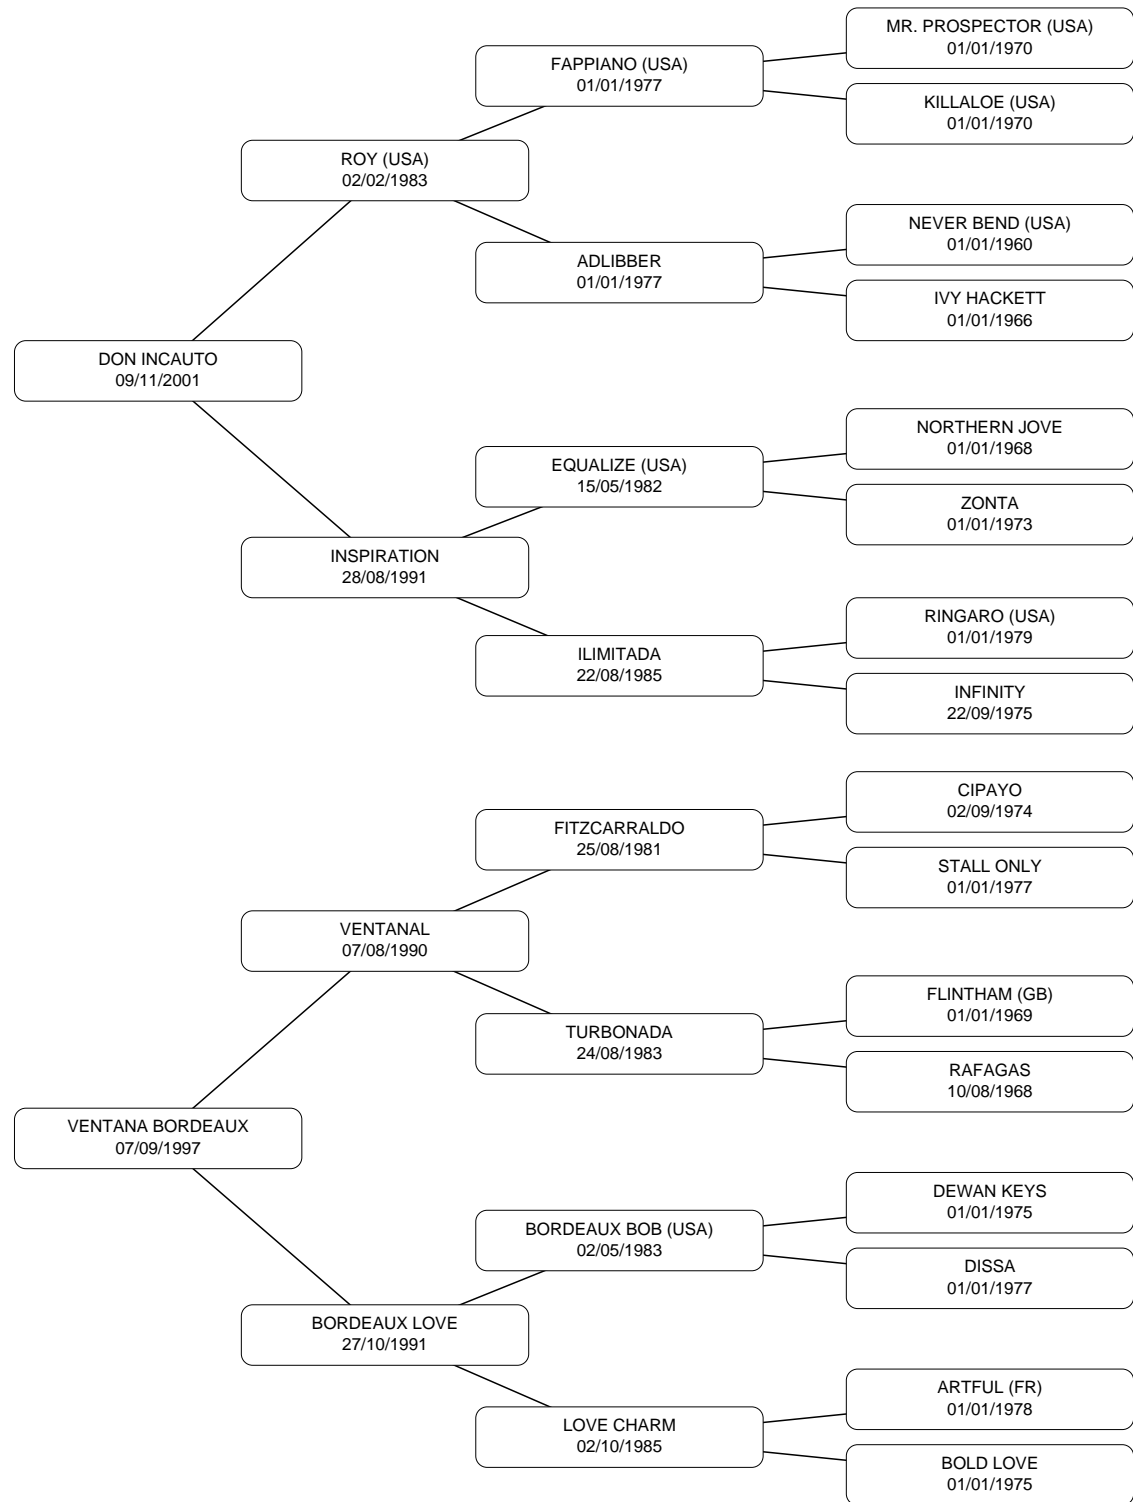 MR. PROSPECTOR (USA)
01/01/1970
FAPPIANO (USA)
01/01/1977
KILLALOE (USA)
01/01/1970
ROY (USA)
02/02/1983
NEVER BEND (USA)
01/01/1960
ADLIBBER
01/01/1977
IVY HACKETT
01/01/1966
DON INCAUTO
09/11/2001
NORTHERN JOVE
01/01/1968
EQUALIZE (USA)
15/05/1982
ZONTA
01/01/1973
INSPIRATION
28/08/1991
RINGARO (USA)
01/01/1979
ILIMITADA
22/08/1985
INFINITY
22/09/1975
CIPAYO
02/09/1974
FITZCARRALDO
25/08/1981
STALL ONLY
01/01/1977
VENTANAL
07/08/1990
FLINTHAM (GB)
01/01/1969
TURBONADA
24/08/1983
RAFAGAS
10/08/1968
VENTANA BORDEAUX
07/09/1997
DEWAN KEYS
01/01/1975
BORDEAUX BOB (USA)
02/05/1983
DISSA
01/01/1977
BORDEAUX LOVE
27/10/1991
ARTFUL (FR)
01/01/1978
LOVE CHARM
02/10/1985
BOLD LOVE
01/01/1975